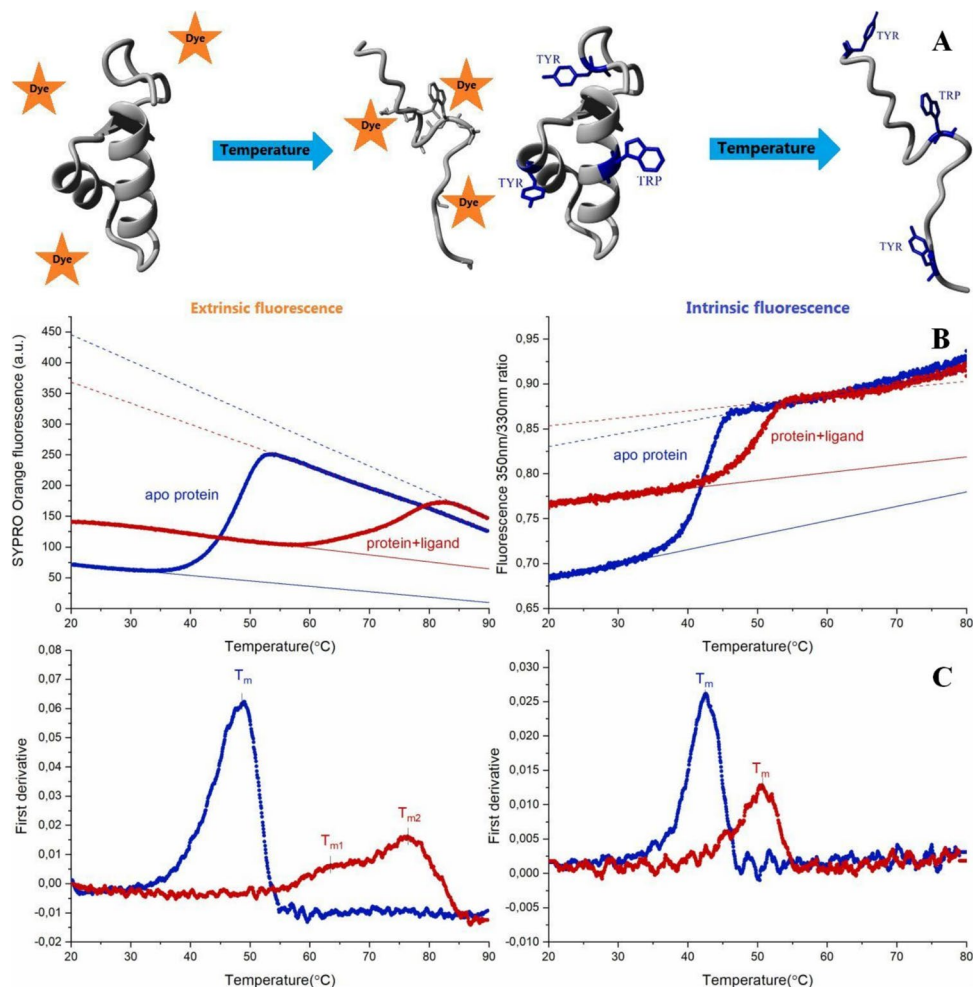 A
Dye
Dye
Dye
Temperature
Dye
Dye
Dye
TYR
TYR
TRP
Temperature
TYR
TRP
TYR
Extrinsic fluorescence
Intrinsic fluorescence
B
SYPRO Orange fluorescence (a.u.)
450
400
350
300
250
200
150
100
50
0
apo protein
protein+ligand
20 30 40 50 60 70 80 90
Temperature(°C)
Fluorescence 350nm/330nm ratio
0,95
0,90
0,85
0,80
0,75
0,70
0,65
apo protein
protein+ligand
20 30 40 50 60 70 80
Temperature(°C)
C
First derivative
0,08
0,07
0,06
0,05
0,04
0,03
0,02
0,01
0,00
-0,01
-0,02
Tm
Tm1
Tm2
20 30 40 50 60 70 80 90
Temperature(°C)
First derivative
0,030
0,025
0,020
0,015
0,010
0,005
0,000
-0,005
-0,010
Tm
Tm
20 30 40 50 60 70 80
Temperature(°C)